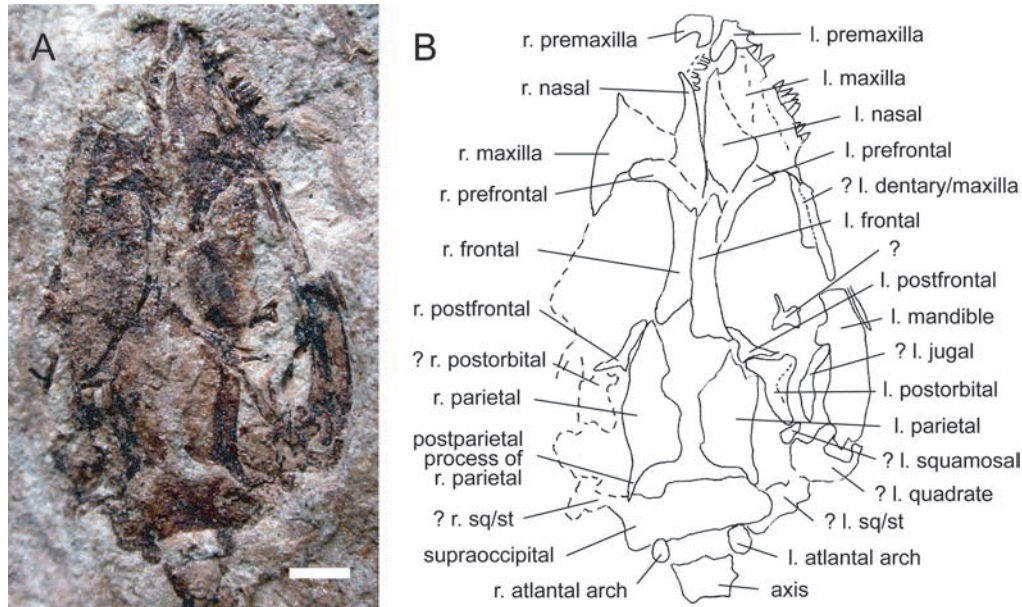 A
B
r. premaxilla
r. nasal
r. maxilla
r. prefrontal
r. frontal
r. postfrontal
? r. postorbital
r. parietal
postparietal
process of
r. parietal
? r. sq/st
supraoccipital
r. atlantal arch
l. premaxilla
l. maxilla
l. nasal
l. prefrontal
? l. dentary/maxilla
l. frontal
?
l. postfrontal
l. mandible
? l. jugal
l. postorbital
l. parietal
? l. squamosal
? l. quadrate
? l. sq/st
l. atlantal arch
axis